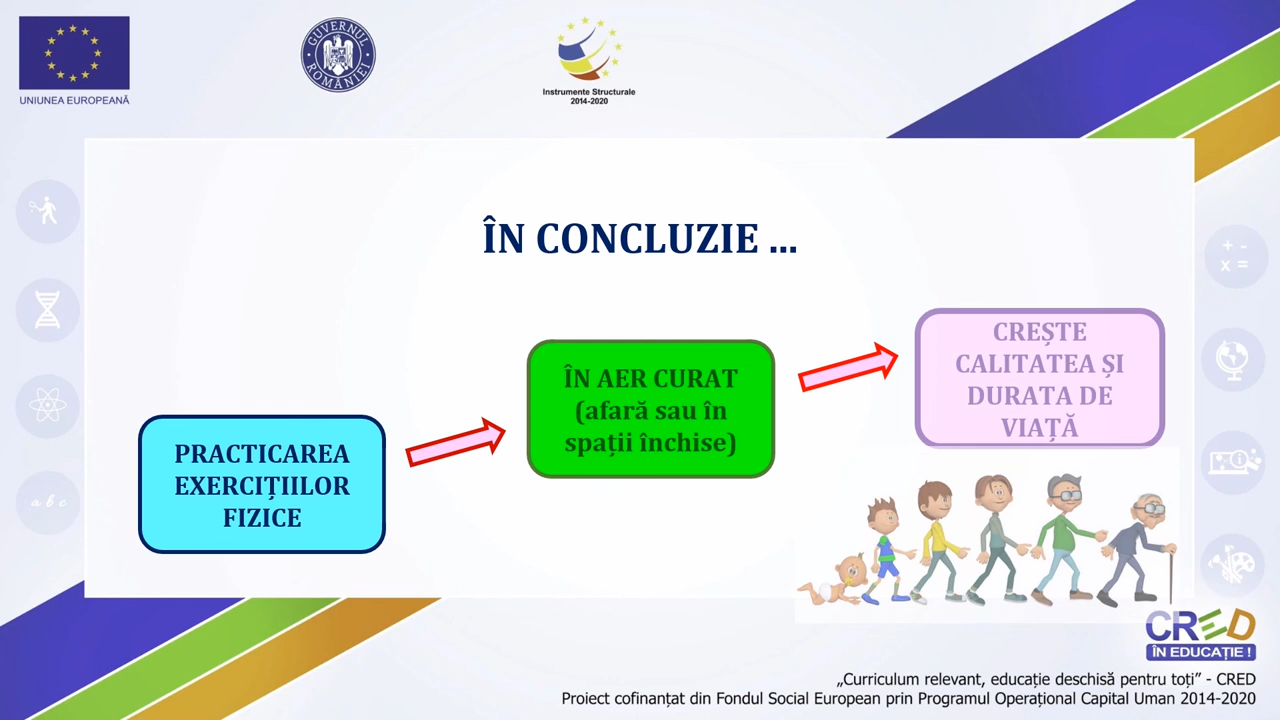 UNIUNEA EUROPEANĂ
GUVERNUL
ROMÂNIEI
Instrumente Structurale
2014-2020
ÎN CONCLUZIE ...
PRACTICAREA
EXERCIȚIILOR
FIZICE
ÎN AER CURAT
(afară sau în
spații închise)
CREȘTE
CALITATEA ȘI
DURATA DE
VIAȚĂ
+ -
x =
a b c
CRED
ÎN EDUCAȚIE !
„Curriculum relevant, educație deschisă pentru toți” - CRED
Proiect cofinanțat din Fondul Social European prin Programul Operațional Capital Uman 2014-2020